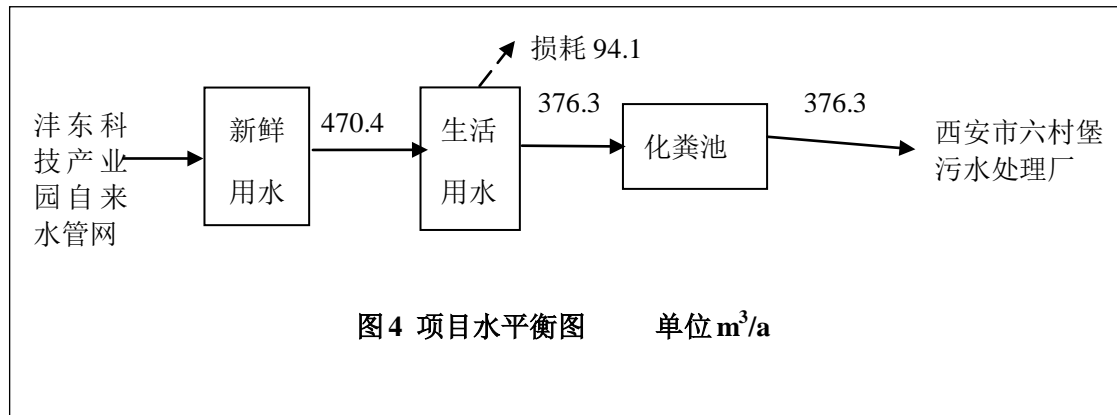 损耗 94.1
沣东科
技产业
园自来
水管网
新鲜
用水
470.4
生活
用水
376.3
化粪池
376.3
西安市六村堡
污水处理厂
图4 项目水平衡图 单位 m³/a